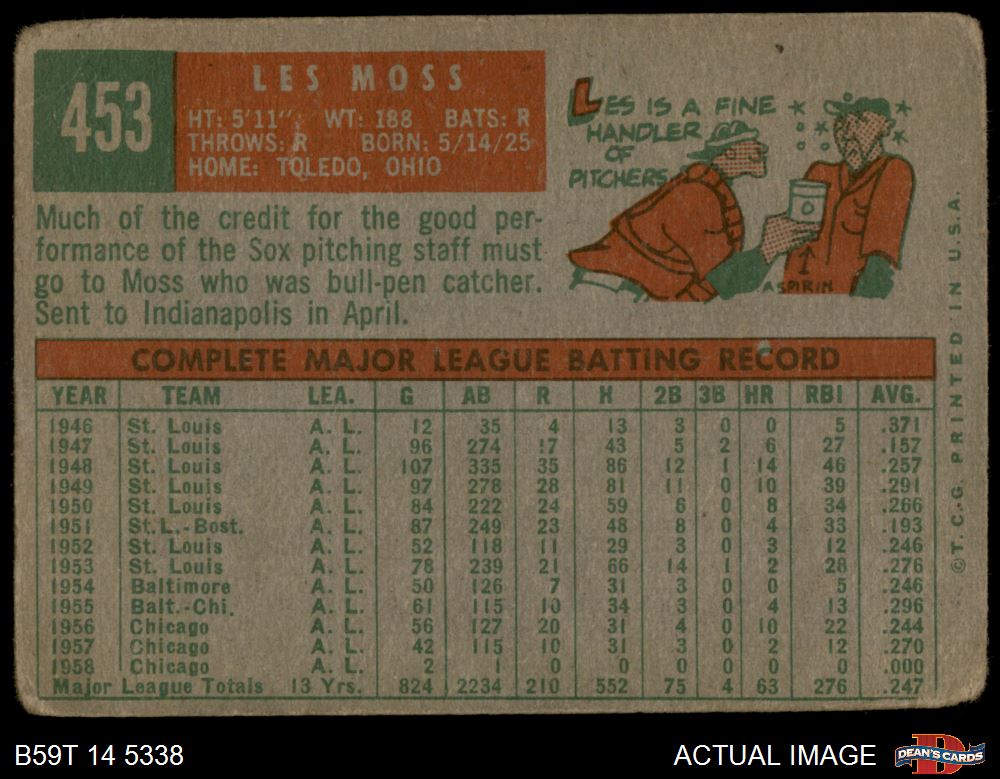 453
LES MOSS
HT: 5'11" WT: 188 BATS: R
THROWS: R BORN: 5/14/25
HOME: TOLEDO, OHIO
LES IS A FINE
HANDLER
OF
PITCHERS
ASPIRIN
Much of the credit for the good per-
formance of the Sox pitching staff must
go to Moss who was bull-pen catcher.
Sent to Indianapolis in April.
COMPLETE MAJOR LEAGUE BATTING RECORD
YEAR TEAM LEA. G AB R H 2B 3B HR RBI AVG.
1946 St. Louis A. L. 12 35 4 13 3 0 0 5 .371
1947 St. Louis A. L. 96 274 17 43 5 2 6 27 .157
1948 St. Louis A. L. 107 335 35 86 12 1 14 46 .257
1949 St. Louis A. L. 97 278 28 81 11 0 10 39 .291
1950 St. Louis A. L. 84 222 24 59 6 0 8 34 .266
1951 St.L.-Bost. A. L. 87 249 23 48 8 0 4 33 .193
1952 St. Louis A. L. 52 118 11 29 3 0 3 12 .246
1953 St. Louis A. L. 78 239 21 66 14 1 2 28 .276
1954 Baltimore A. L. 50 126 7 31 3 0 0 5 .246
1955 Balt.-Chi. A. L. 61 115 10 34 3 0 4 13 .296
1956 Chicago A. L. 56 127 20 31 4 0 10 22 .244
1957 Chicago A. L. 42 115 10 31 3 0 2 12 .270
1958 Chicago A. L. 2 1 0 0 0 0 0 0 .000
Major League Totals 13 Yrs. 824 2234 210 552 75 4 63 276 .247
©T. C. G. PRINTED IN U.S.A.
B59T 14 5338
ACTUAL IMAGE
D
DEAN'S CARDS